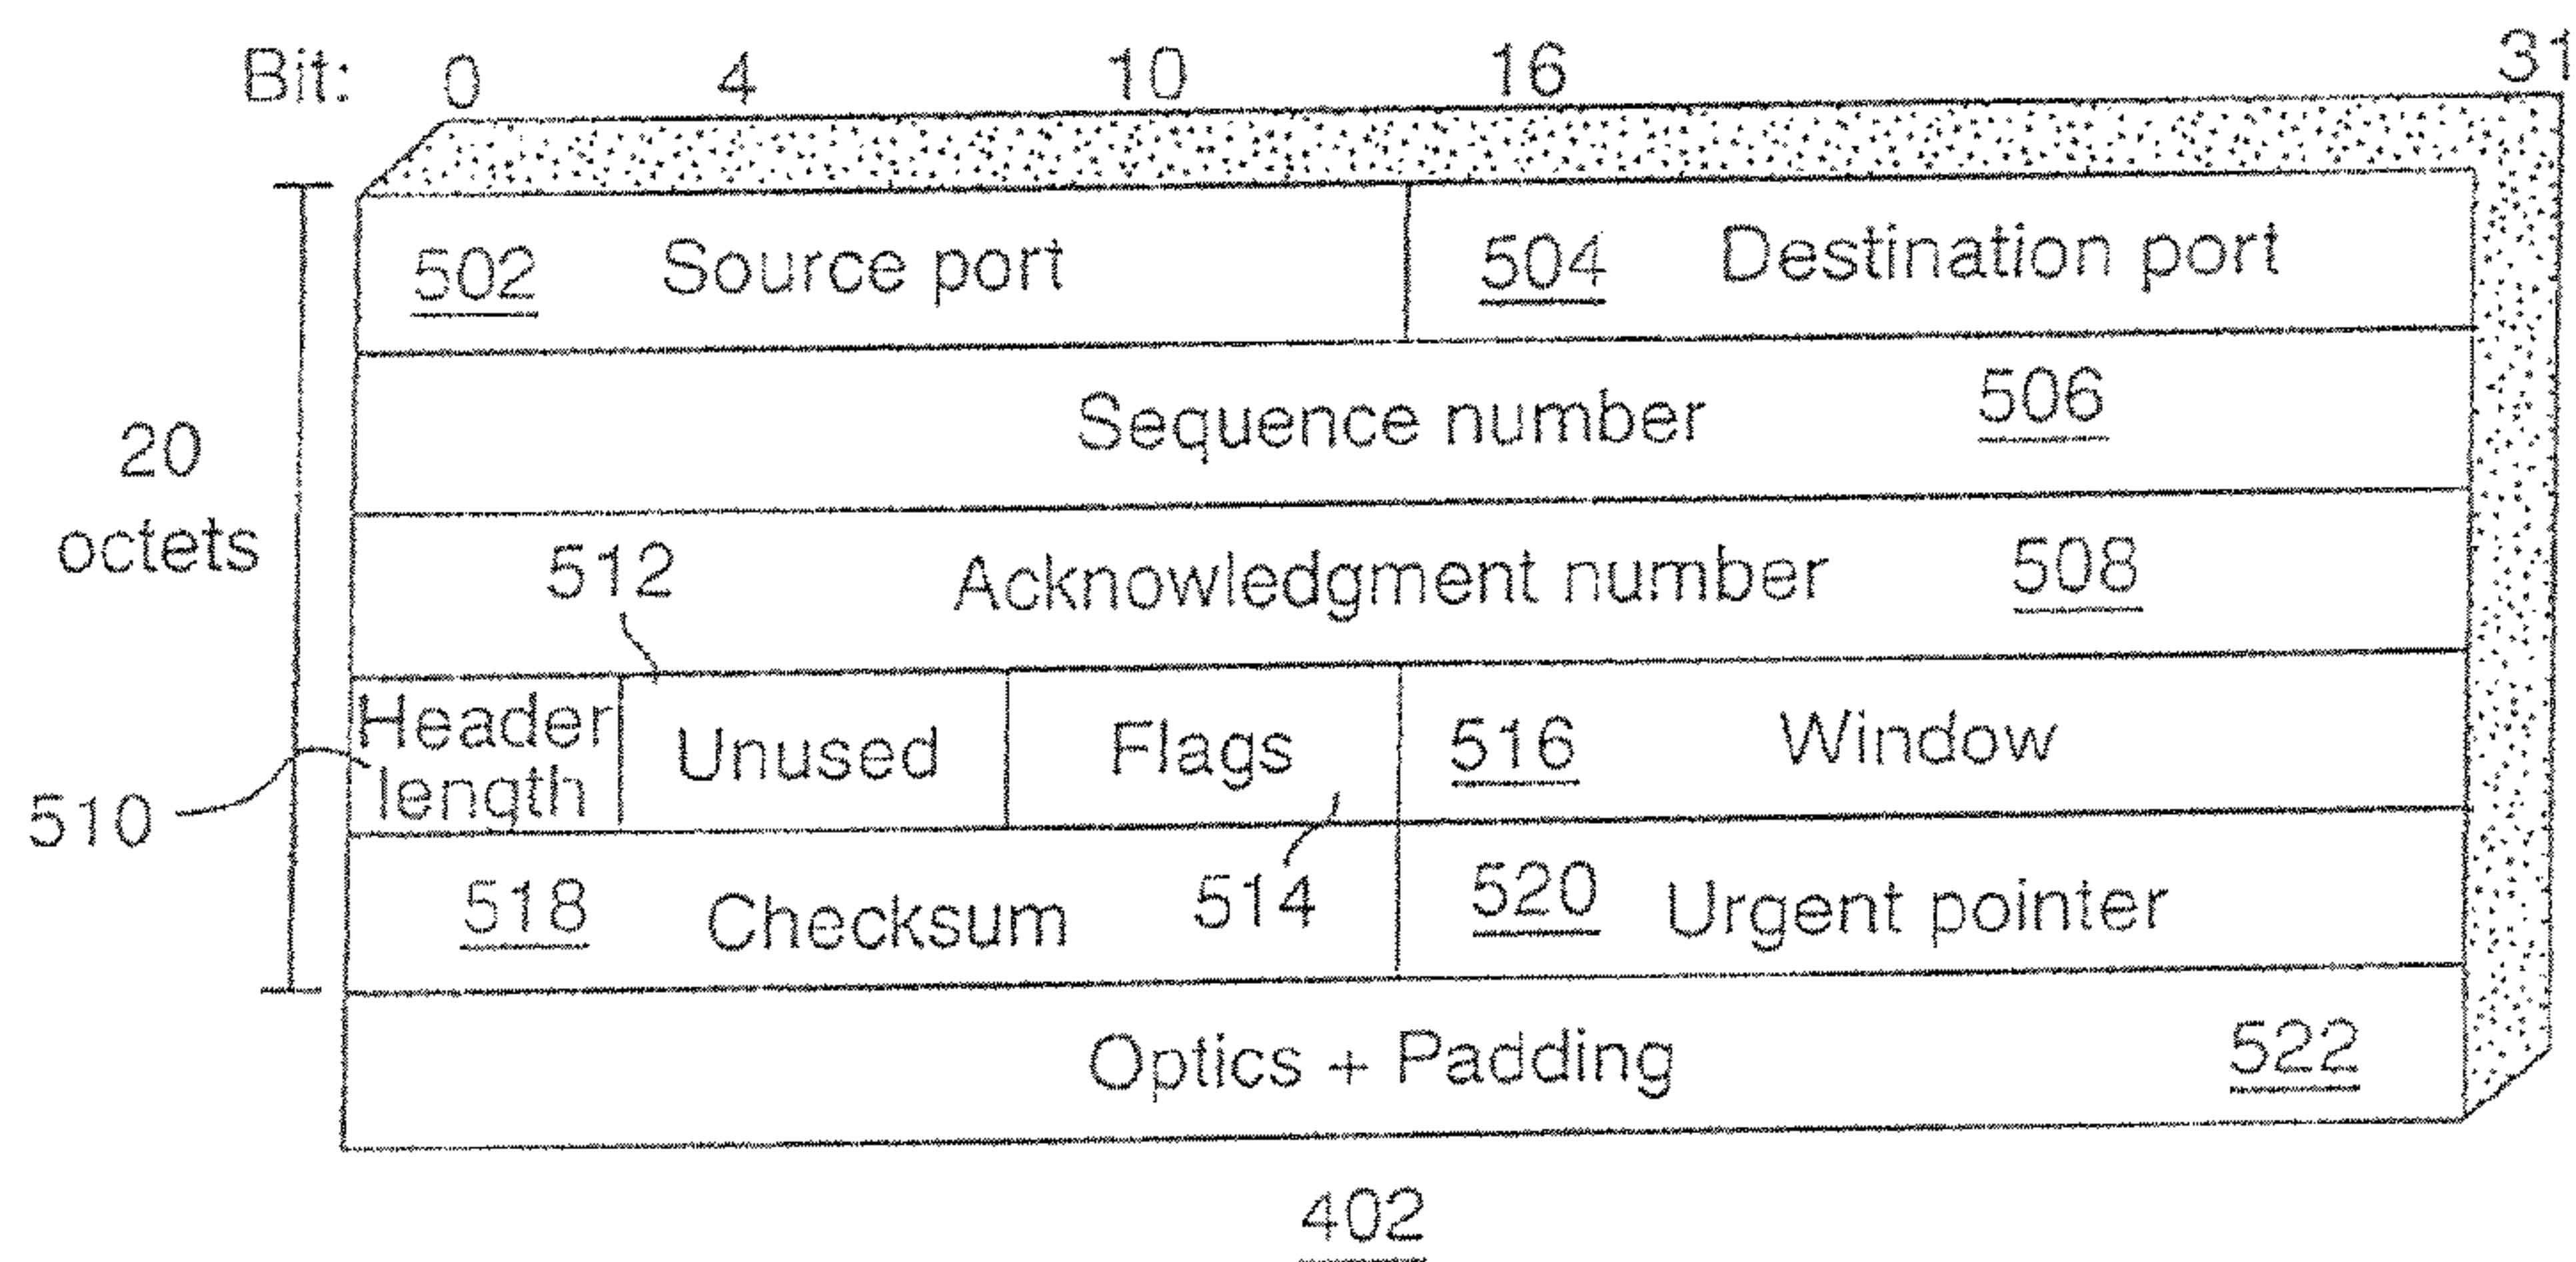 Bit: 0 4 10 16 31
502 Source port 504 Destination port
Sequence number 506
20
octets
512 Acknowledgment number 508
Header
length
Unused Flags 516 Window
510
518 Checksum 514 520 Urgent pointer
Optics + Padding 522
402